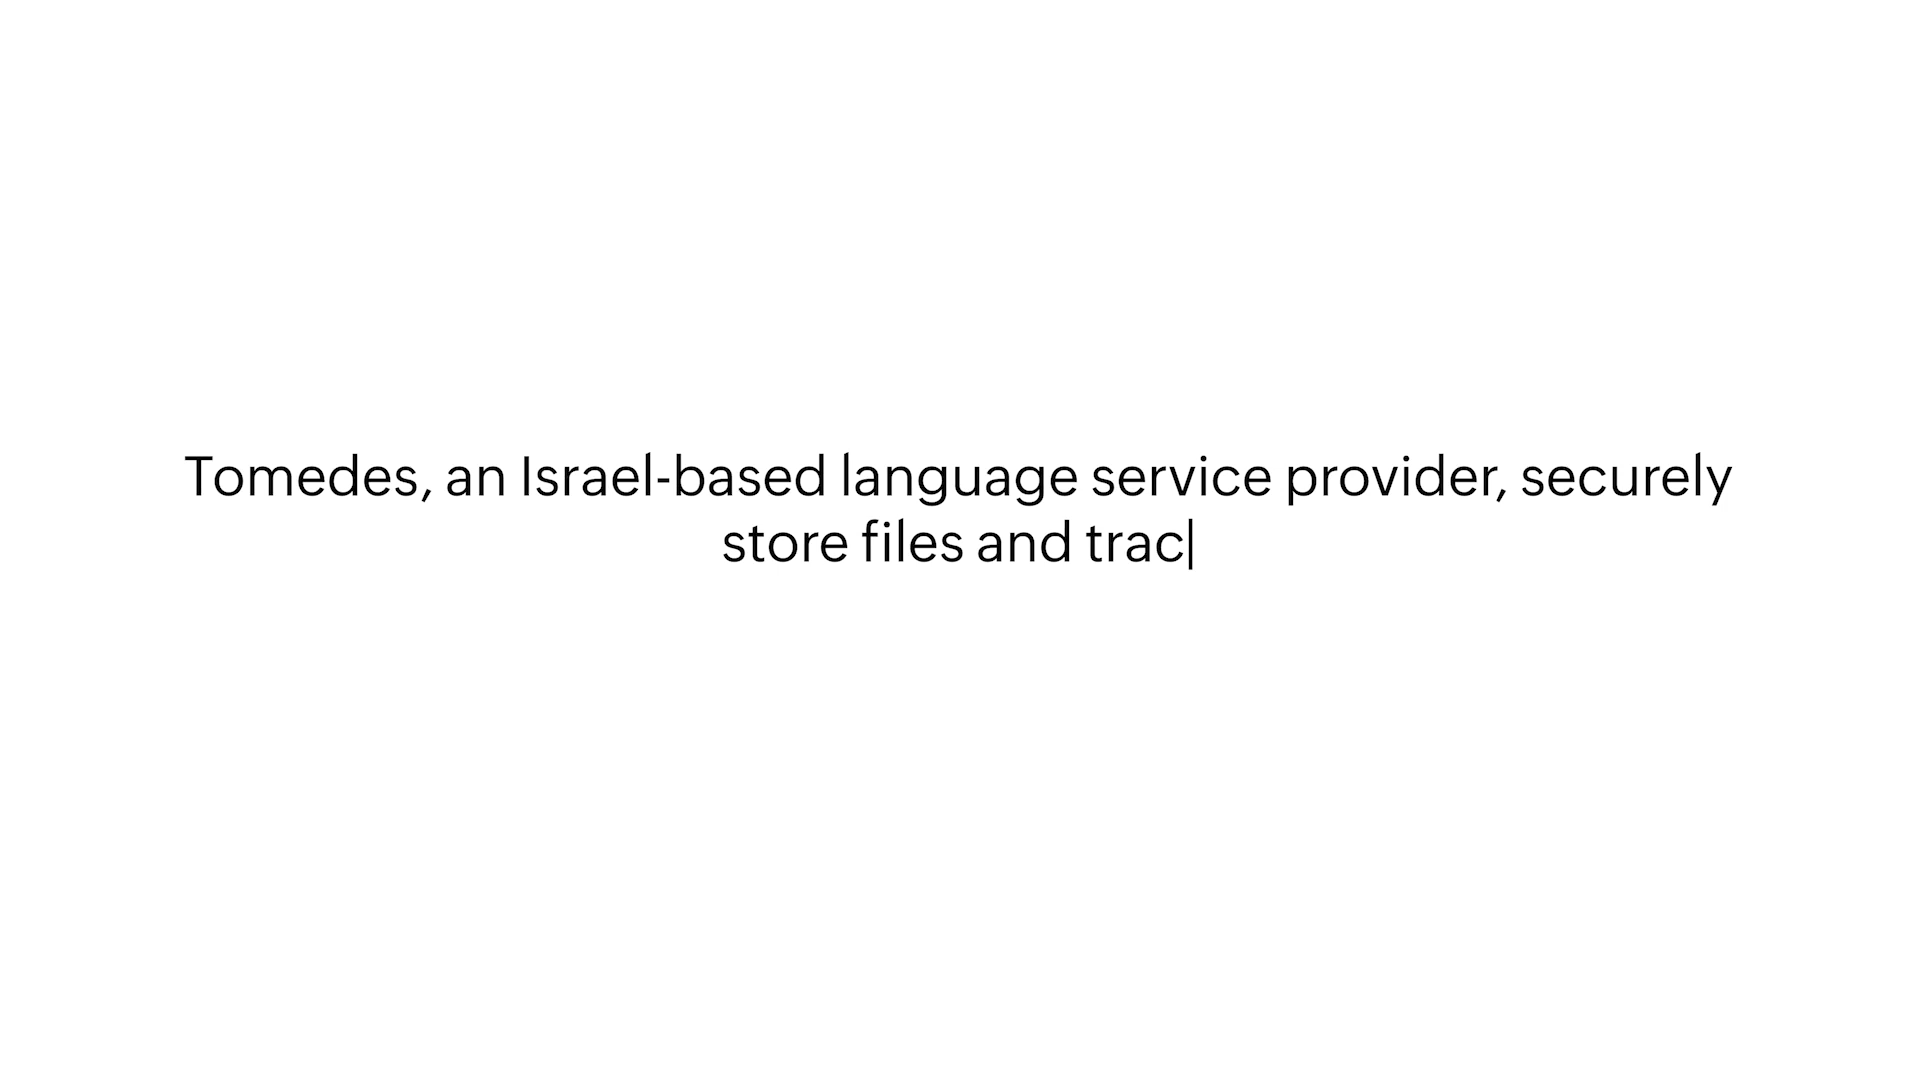 Tomedes, an Israel-based language service provider, securely
store files and trac